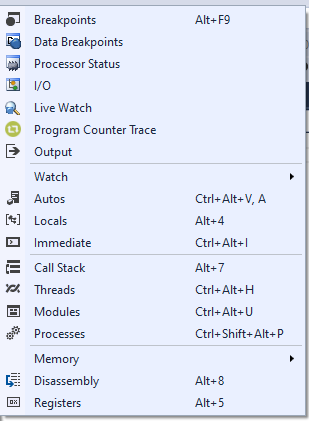 Breakpoints Alt+F9
Data Breakpoints
Processor Status
I/O
Live Watch
Program Counter Trace
Output
Watch
Autos Ctrl+Alt+V, A
Locals Alt+4
Immediate Ctrl+Alt+I
Call Stack Alt+7
Threads Ctrl+Alt+H
Modules Ctrl+Alt+U
Processes Ctrl+Shift+Alt+P
Memory
Disassembly Alt+8
Registers Alt+5